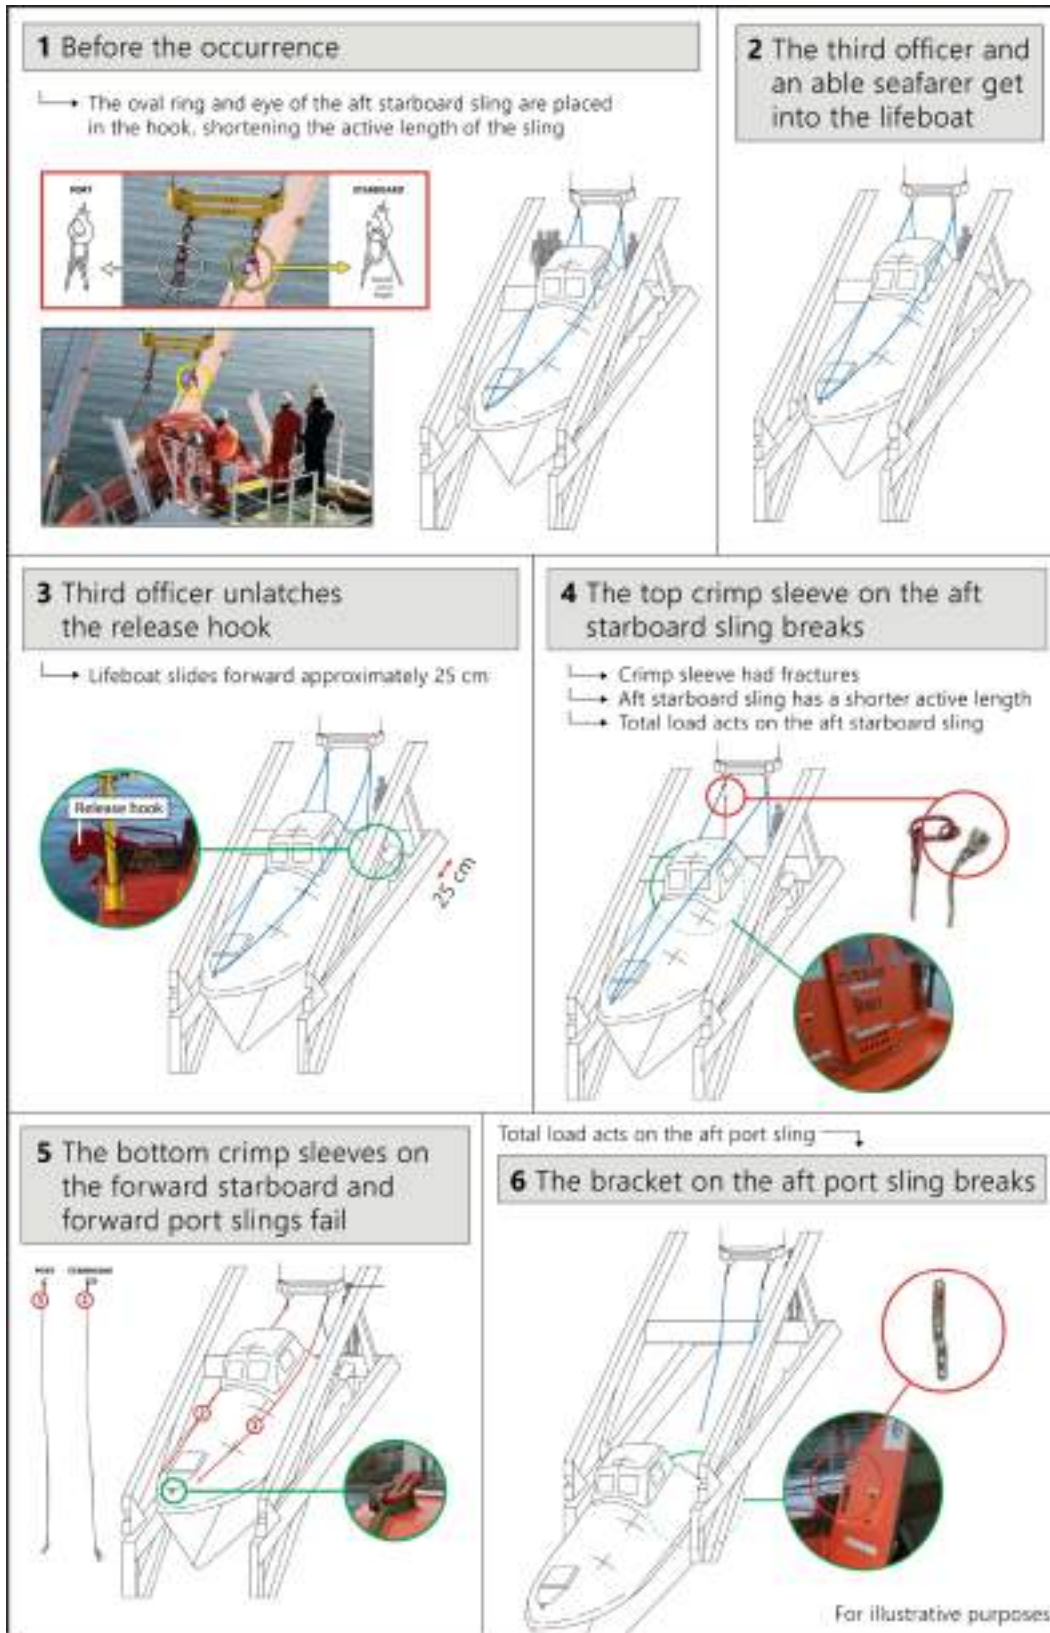 1 Before the occurrence
The oval ring and eye of the aft starboard sling are placed
in the hook, shortening the active length of the sling
PORT
STARBOARD
2 The third officer and
an able seafarer get
into the lifeboat
3 Third officer unlatches
the release hook
Lifeboat slides forward approximately 25 cm
Release hook
25 cm
4 The top crimp sleeve on the aft
starboard sling breaks
Crimp sleeve had fractures
Aft starboard sling has a shorter active length
Total load acts on the aft starboard sling
5 The bottom crimp sleeves on
the forward starboard and
forward port slings fail
PORT
STARBOARD
Total load acts on the aft port sling
6 The bracket on the aft port sling breaks
For illustrative purposes